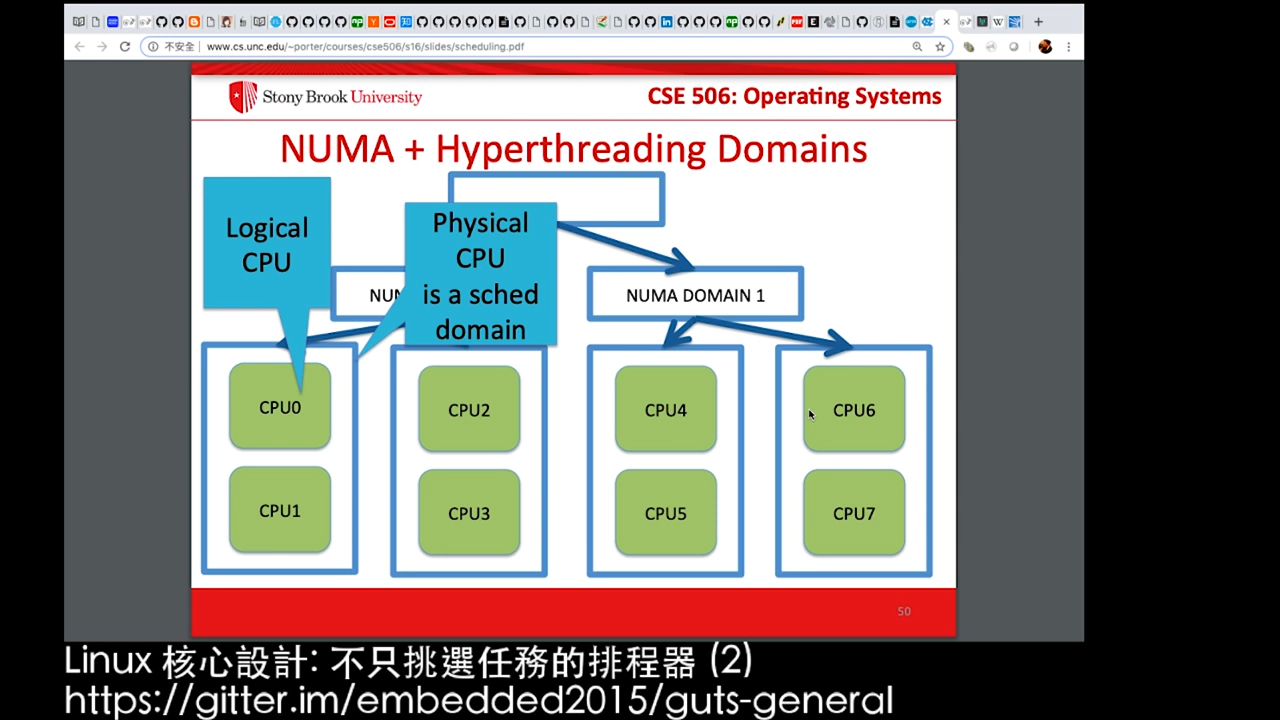 不安全 www.cs.unc.edu/~porter/courses/cse506/s16/slides/scheduling.pdf
Stony Brook University
CSE 506: Operating Systems
NUMA + Hyperthreading Domains
Logical
CPU
Physical
CPU
is a sched
domain
NUM
NUMA DOMAIN 1
CPU0
CPU2
CPU4
CPU6
CPU1
CPU3
CPU5
CPU7
50
Linux 核心設計: 不只挑選任務的排程器 (2)
https://gitter.im/embedded2015/guts-general